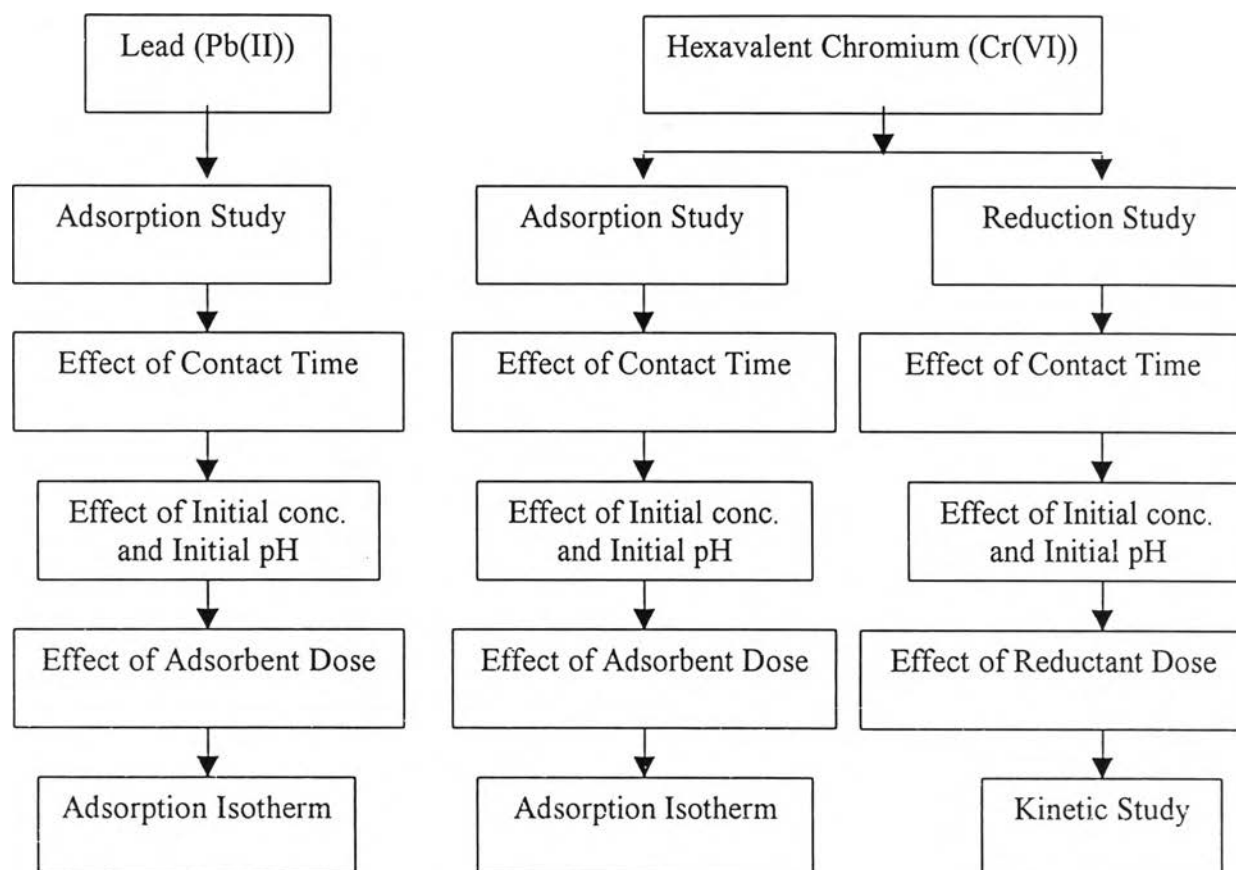 Lead (Pb(II))
Hexavalent Chromium (Cr(VI))
Adsorption Study
Adsorption Study
Reduction Study
Effect of Contact Time
Effect of Contact Time
Effect of Contact Time
Effect of Initial conc.
and Initial pH
Effect of Initial conc.
and Initial pH
Effect of Initial conc.
and Initial pH
Effect of Adsorbent Dose
Effect of Adsorbent Dose
Effect of Reductant Dose
Adsorption Isotherm
Adsorption Isotherm
Kinetic Study